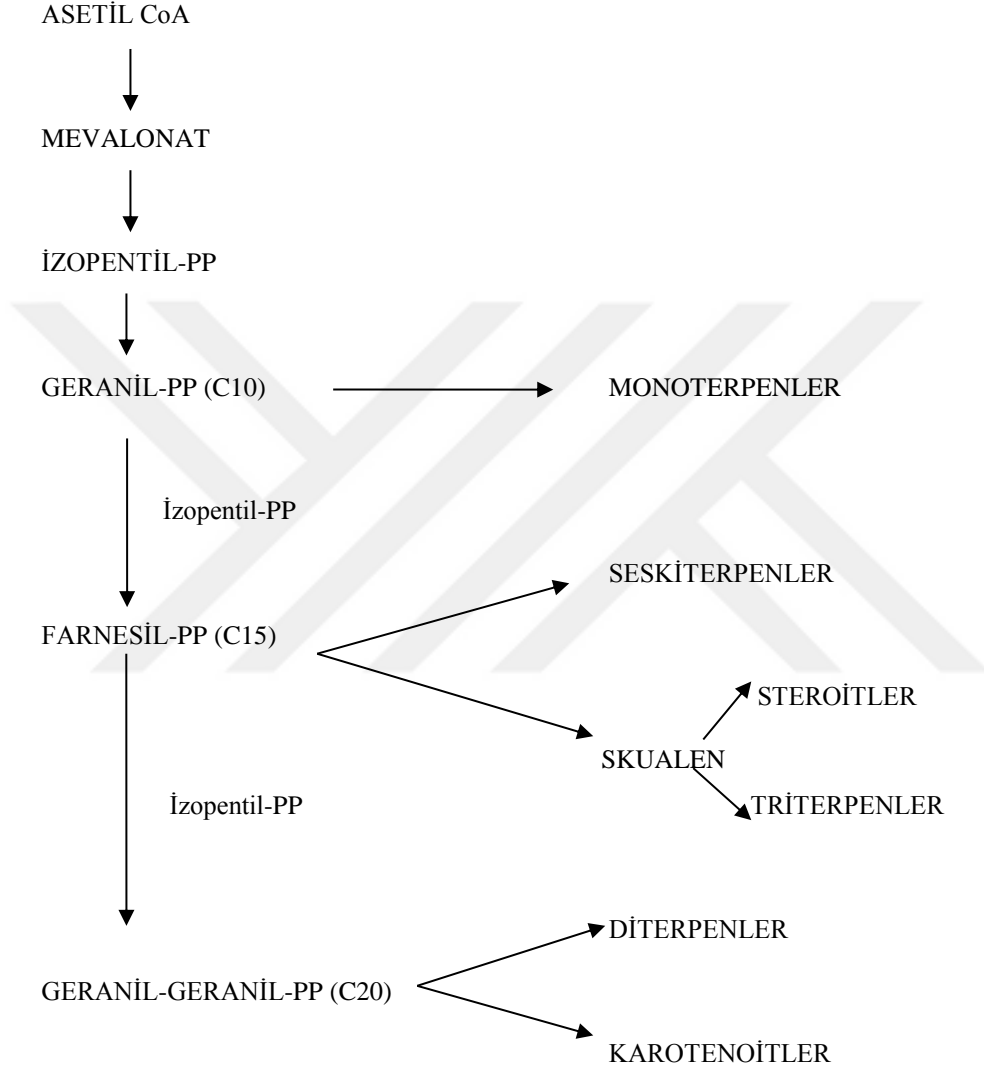 ASETİL CoA
MEVALONAT
İZOPENTİL-PP
GERANİL-PP (C10)
MONOTERPENLER
İzopentil-PP
SESKİTERPENLER
FARNESİL-PP (C15)
STEROİTLER
SKUALEN
İzopentil-PP
TRİTERPENLER
DİTERPENLER
GERANİL-GERANİL-PP (C20)
KAROTENOİTLER